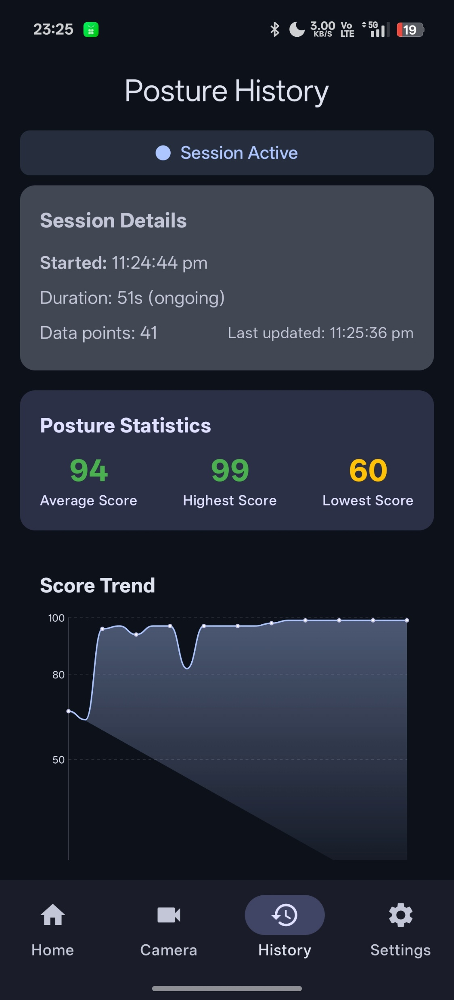 23:25
3.00 KB/S Vo LTE 5G 19
Posture History
Session Active
Session Details
Started: 11:24:44 pm
Duration: 51s (ongoing)
Data points: 41 Last updated: 11:25:36 pm
Posture Statistics
94 99 60
Average Score Highest Score Lowest Score
Score Trend
100
80
50
Home Camera History Settings